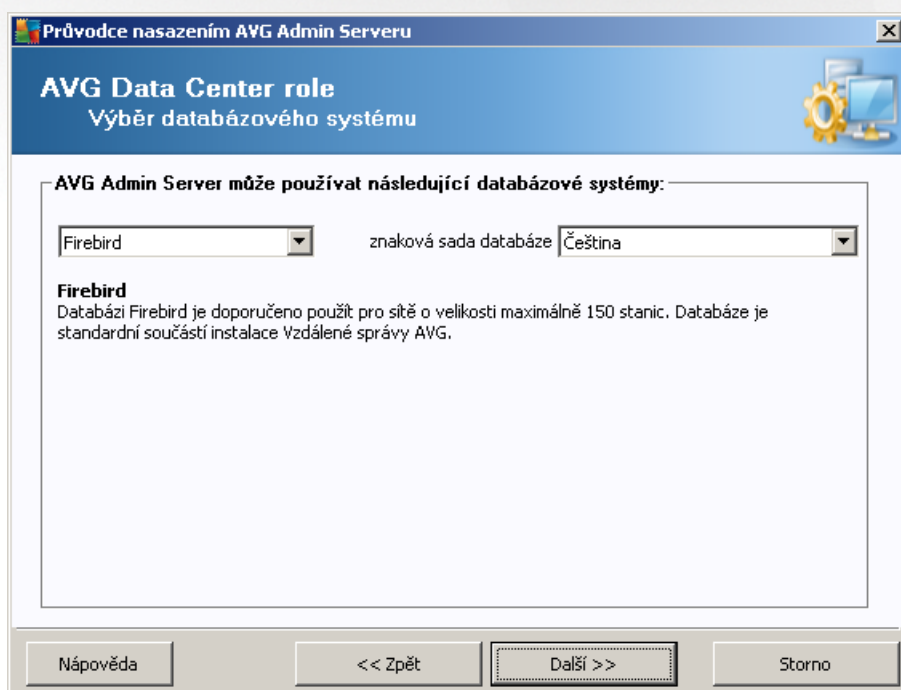 Průvodce nasazením AVG Admin Serveru
AVG Data Center role
Výběr databázového systému
AVG Admin Server může používat následující databázové systémy:
Firebird
znaková sada databáze
Čeština
Firebird
Databázi Firebird je doporučeno použít pro sítě o velikosti maximálně 150 stanic. Databáze je
standardní součástí instalace Vzdálené správy AVG.
Nápověda
<< Zpět
Další >>
Storno